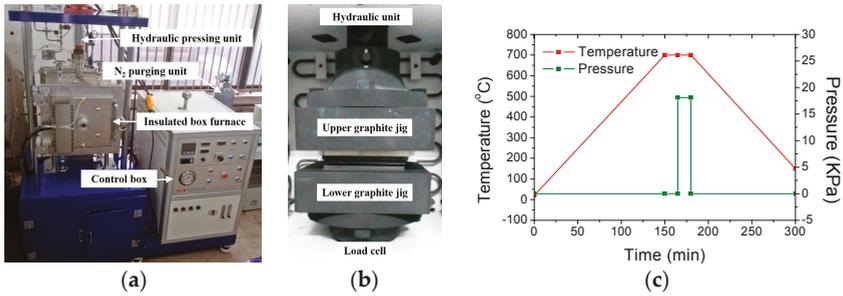 Hydraulic pressing unit
N₂ purging unit
Insulated box furnace
Control box
(a)
Hydraulic unit
Upper graphite jig
Lower graphite jig
Load cell
(b)
Temperature
Pressure
Temperature (°C)
800
700
600
500
400
300
200
100
0
-100
Pressure (KPa)
30
25
20
15
10
5
0
-5
0 50 100 150 200 250 300
Time (min)
(c)